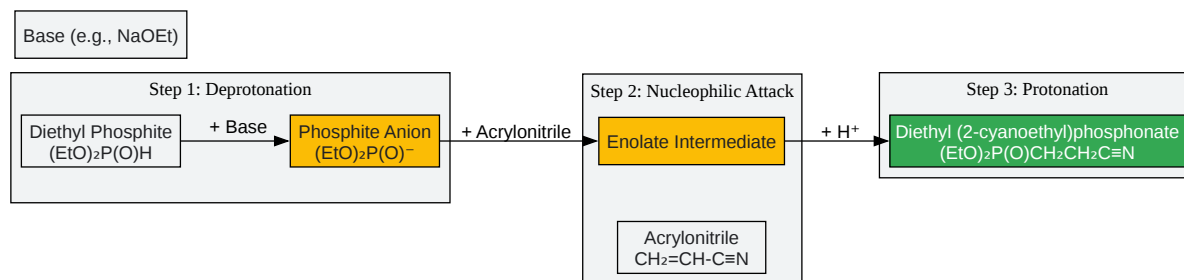 Base (e.g., NaOEt)
Step 1: Deprotonation
Diethyl Phosphite
(EtO)₂P(O)H
+ Base
Phosphite Anion
(EtO)₂P(O)⁻
+ Acrylonitrile
Step 2: Nucleophilic Attack
Enolate Intermediate
Acrylonitrile
CH₂=CH-C≡N
+ H⁺
Step 3: Protonation
Diethyl (2-cyanoethyl)phosphonate
(EtO)₂P(O)CH₂CH₂C≡N